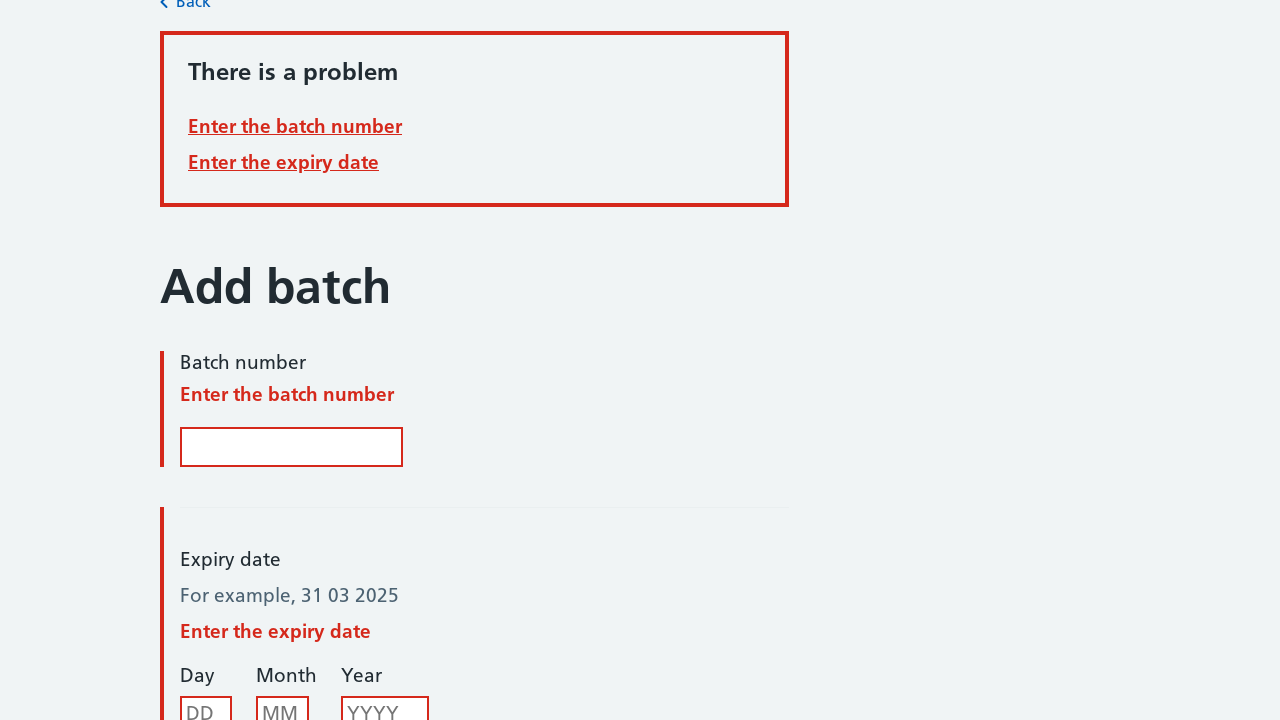 Back
There is a problem
Enter the batch number
Enter the expiry date
Add batch
Batch number
Enter the batch number
Expiry date
For example, 31 03 2025
Enter the expiry date
Day Month Year
DD MM YYYY